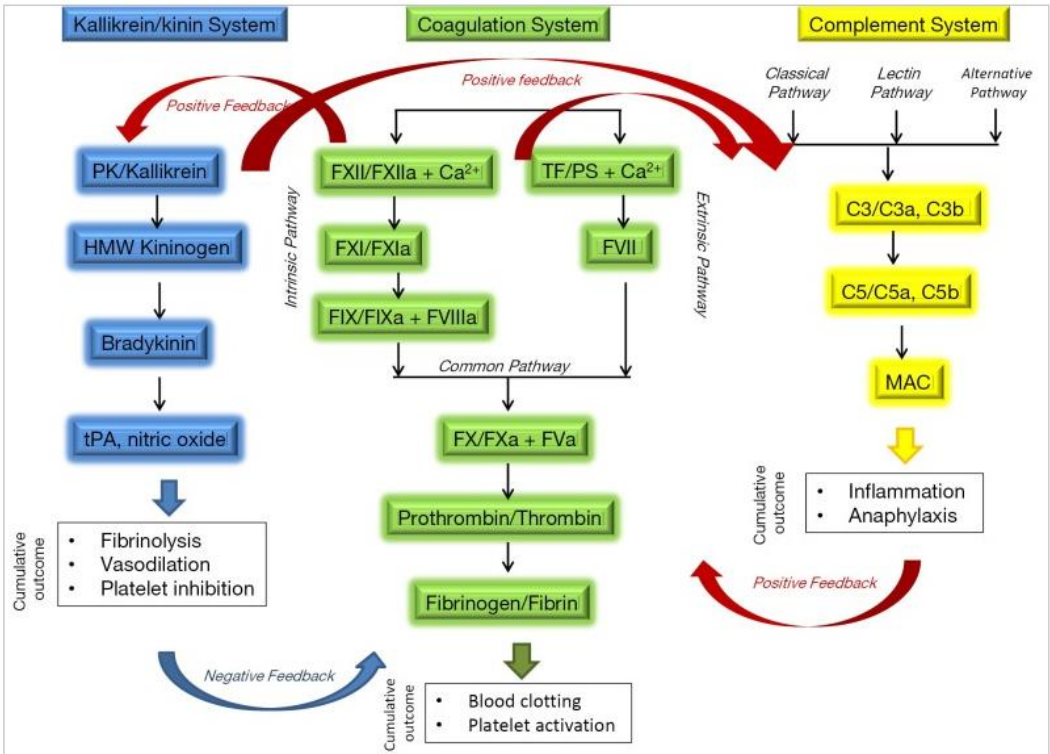 Kallikrein/kinin System
Coagulation System
Complement System
Positive Feedback
Positive feedback
Classical
Pathway
Lectin
Pathway
Alternative
Pathway
PK/Kallikrein
HMW Kininogen
Bradykinin
tPA, nitric oxide
Cumulative
outcome
• Fibrinolysis
• Vasodilation
• Platelet inhibition
Negative Feedback
Intrinsic Pathway
FXII/FXIIa + Ca²⁺
FXI/FXIa
FIX/FIXa + FVIIIa
TF/PS + Ca²⁺
FVII
Extrinsic Pathway
Common Pathway
FX/FXa + FVa
Prothrombin/Thrombin
Fibrinogen/Fibrin
Cumulative
outcome
• Blood clotting
• Platelet activation
C3/C3a, C3b
C5/C5a, C5b
MAC
Cumulative
outcome
• Inflammation
• Anaphylaxis
Positive Feedback